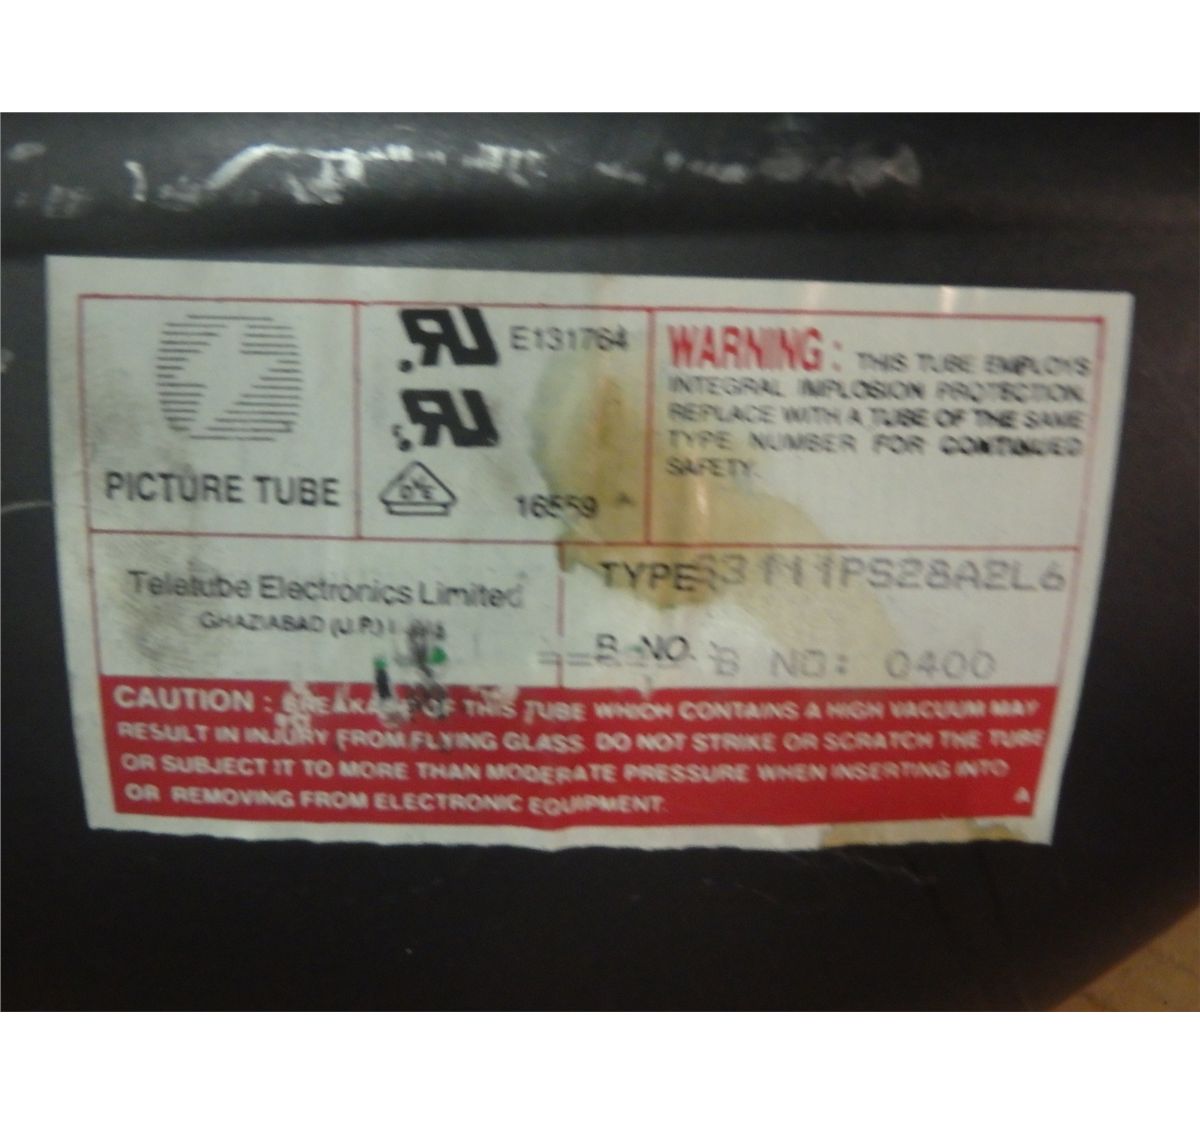 E131764
PICTURE TUBE
WARNING : THIS TUBE EMPLOYS
INTEGRAL IMPLOSION PROTECTION.
REPLACE WITH A TUBE OF THE SAME
TYPE NUMBER FOR CONTINUED
SAFETY.
Teletube Electronics Limited
GHAZIABAD (U.P.)
TYPE
B. NO. :
B NO: 0400
CAUTION : BREAKAGE OF THIS TUBE WHICH CONTAINS A HIGH VACUUM MAY
RESULT IN INJURY FROM FLYING GLASS. DO NOT STRIKE OR SCRATCH THE TUBE
OR SUBJECT IT TO MORE THAN MODERATE PRESSURE WHEN INSERTING INTO
OR REMOVING FROM ELECTRONIC EQUIPMENT.
A